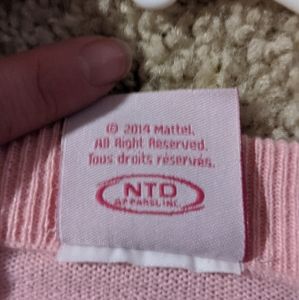 © 2014 Mattel.
All Right Reserved.
Tous droits réservés.
NTD
APPAREL INC.